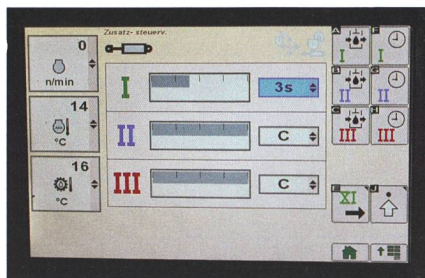 Zusatz- steuerv.
0
n/min
14
°C
16
°C
I
3s
II
C
III
C
I
I
II
II
III
III
XI